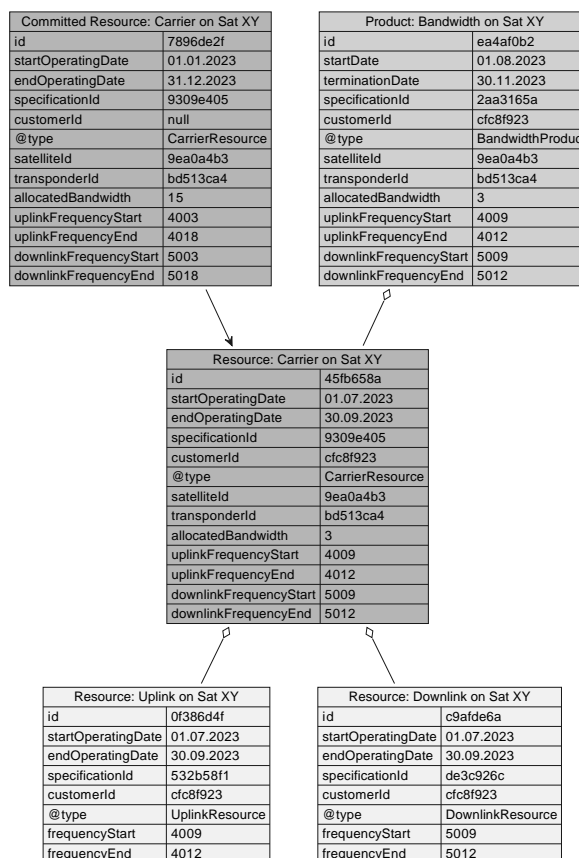 Committed Resource: Carrier on Sat XY
id 7896de2f
startOperatingDate 01.01.2023
endOperatingDate 31.12.2023
specificationId 9309e405
customerId null
@type CarrierResource
satelliteId 9ea0a4b3
transponderId bd513ca4
allocatedBandwidth 15
uplinkFrequencyStart 4003
uplinkFrequencyEnd 4018
downlinkFrequencyStart 5003
downlinkFrequencyEnd 5018
Product: Bandwidth on Sat XY
id ea4af0b2
startDate 01.08.2023
terminationDate 30.11.2023
specificationId 2aa3165a
customerId cfc8f923
@type BandwidthProduc
satelliteId 9ea0a4b3
transponderId bd513ca4
allocatedBandwidth 3
uplinkFrequencyStart 4009
uplinkFrequencyEnd 4012
downlinkFrequencyStart 5009
downlinkFrequencyEnd 5012
Resource: Carrier on Sat XY
id 45fb658a
startOperatingDate 01.07.2023
endOperatingDate 30.09.2023
specificationId 9309e405
customerId cfc8f923
@type CarrierResource
satelliteId 9ea0a4b3
transponderId bd513ca4
allocatedBandwidth 3
uplinkFrequencyStart 4009
uplinkFrequencyEnd 4012
downlinkFrequencyStart 5009
downlinkFrequencyEnd 5012
Resource: Uplink on Sat XY
id 0f386d4f
startOperatingDate 01.07.2023
endOperatingDate 30.09.2023
specificationId 532b58f1
customerId cfc8f923
@type UplinkResource
frequencyStart 4009
frequencyEnd 4012
Resource: Downlink on Sat XY
id c9afde6a
startOperatingDate 01.07.2023
endOperatingDate 30.09.2023
specificationId de3c926c
customerId cfc8f923
@type DownlinkResource
frequencyStart 5009
frequencyEnd 5012